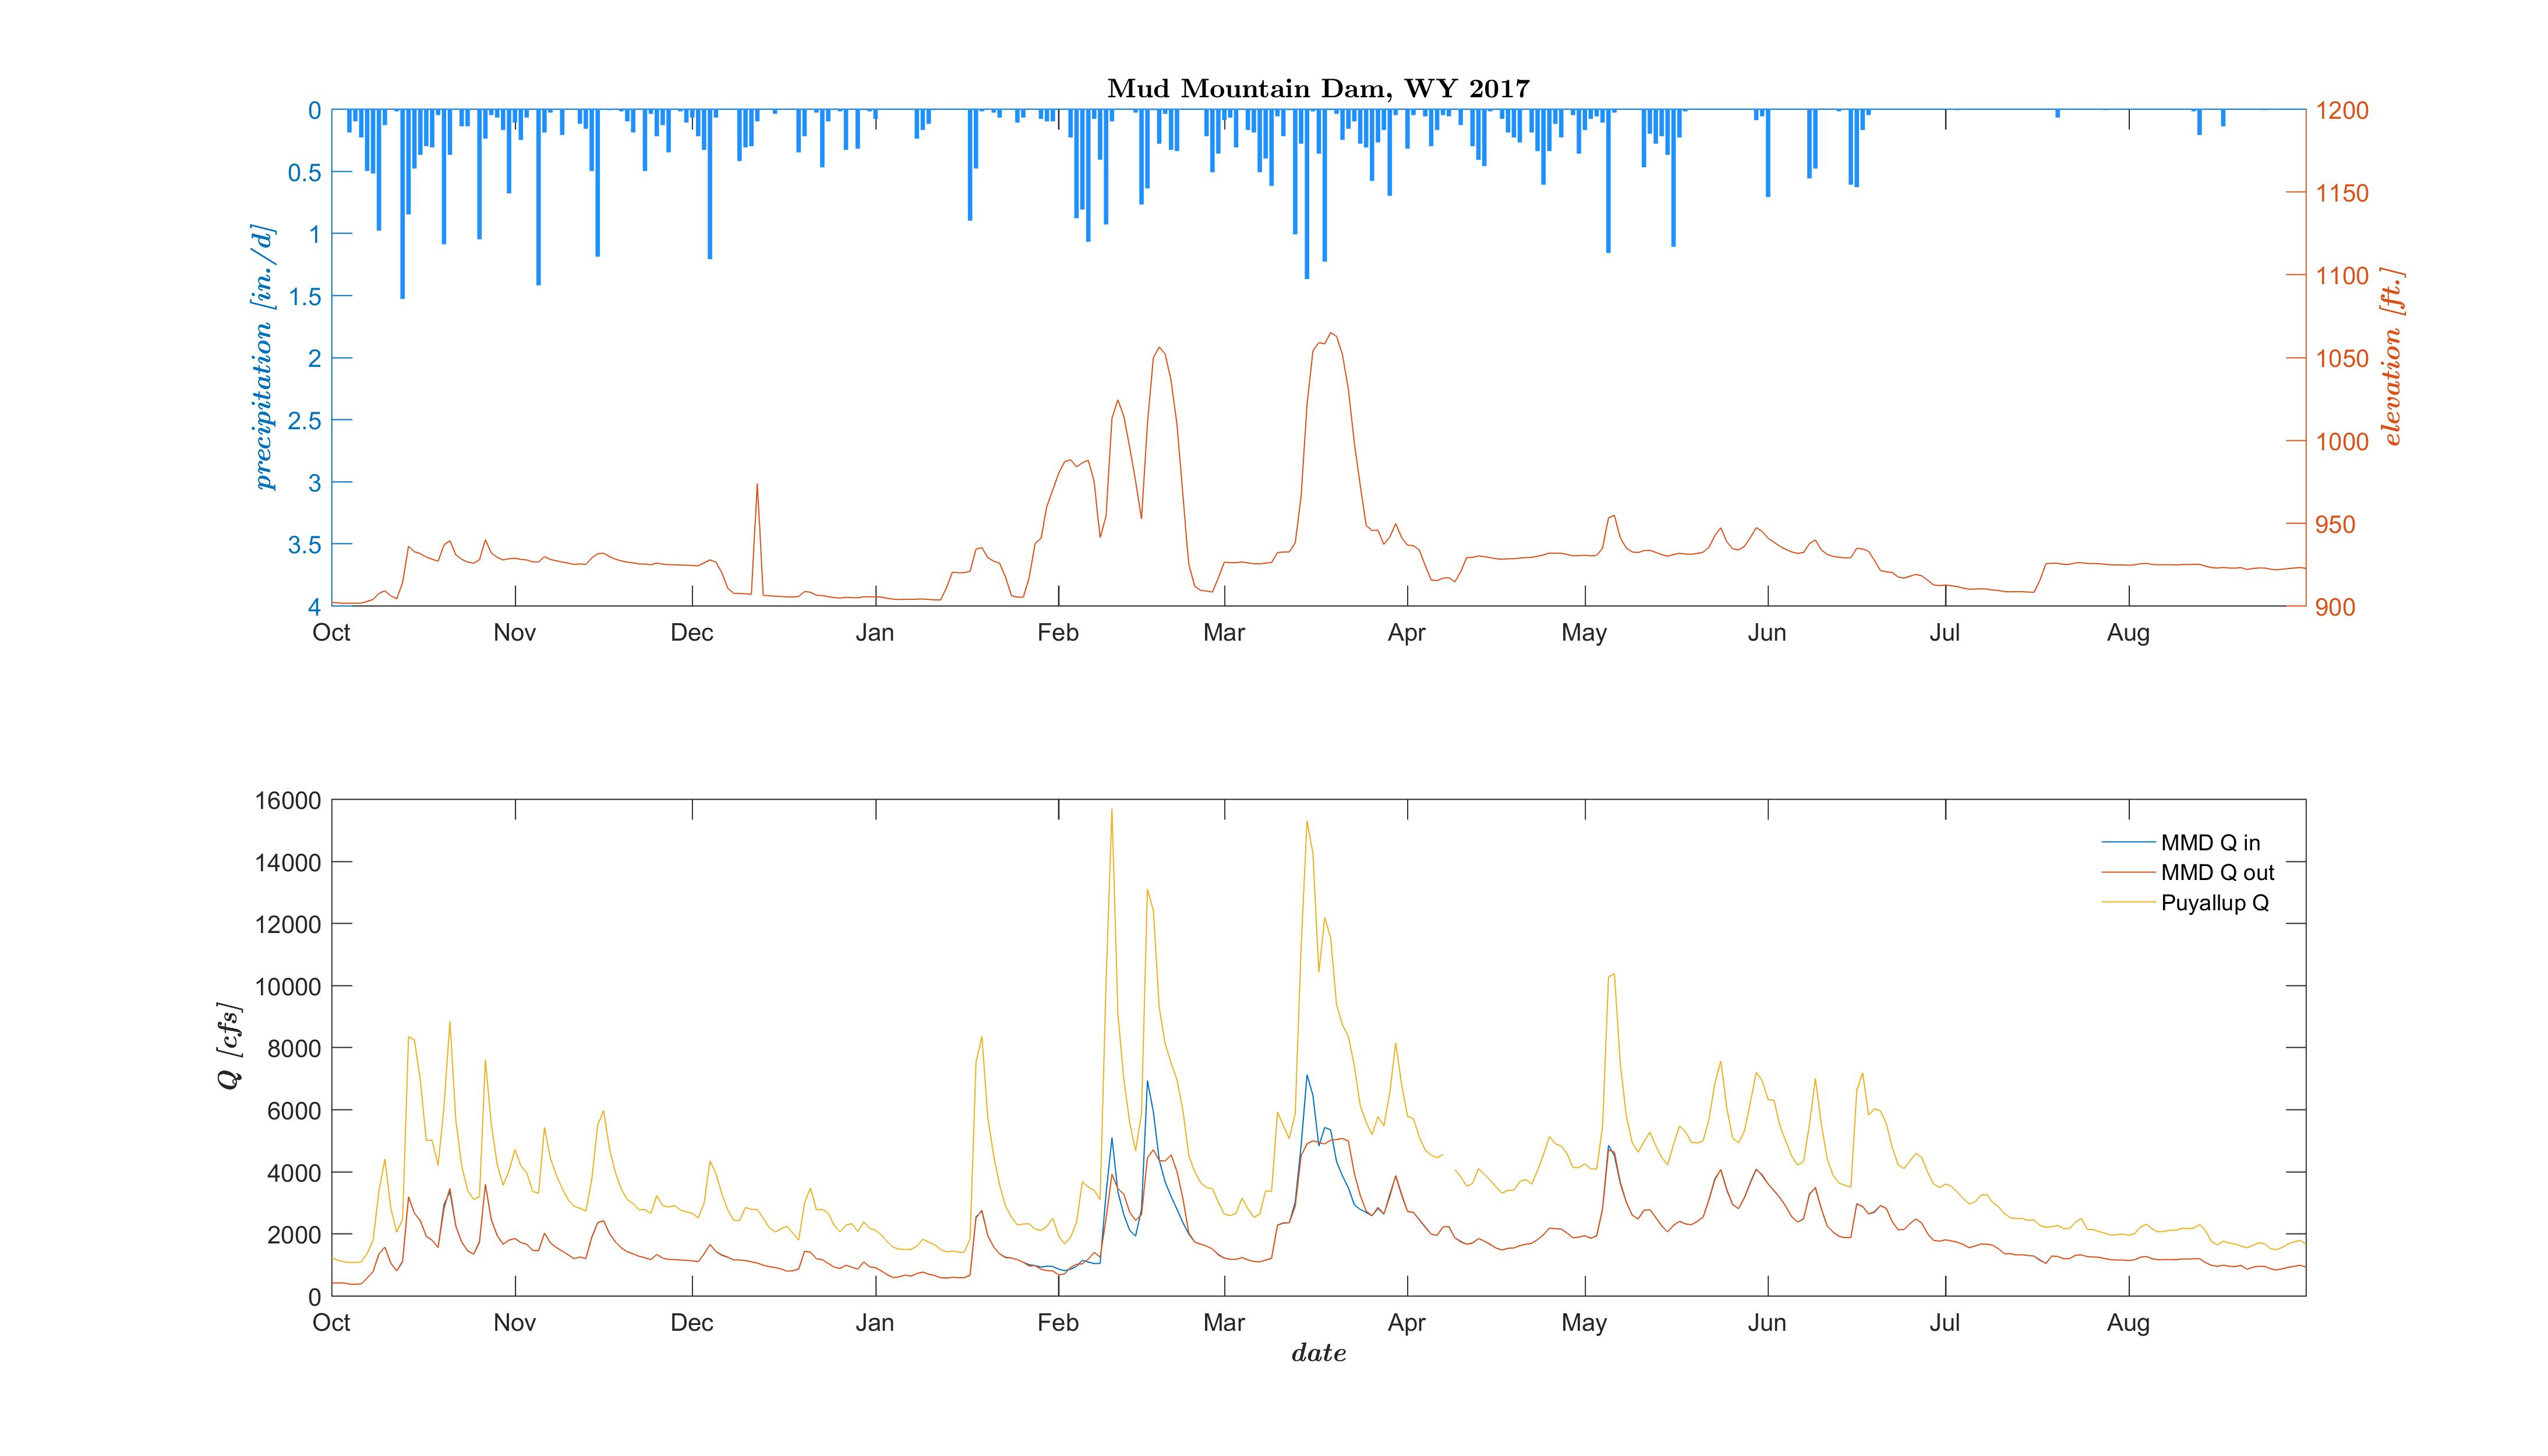 Mud Mountain Dam, WY 2017
0
0.5
1
1.5
2
2.5
3
3.5
4
precipitation [in./d]
1200
1150
1100
1050
1000
950
900
elevation [ft.]
Oct Nov Dec Jan Feb Mar Apr May Jun Jul Aug
16000
14000
12000
10000
8000
6000
4000
2000
0
Q [cfs]
MMD Q in
MMD Q out
Puyallup Q
Oct Nov Dec Jan Feb Mar Apr May Jun Jul Aug
date